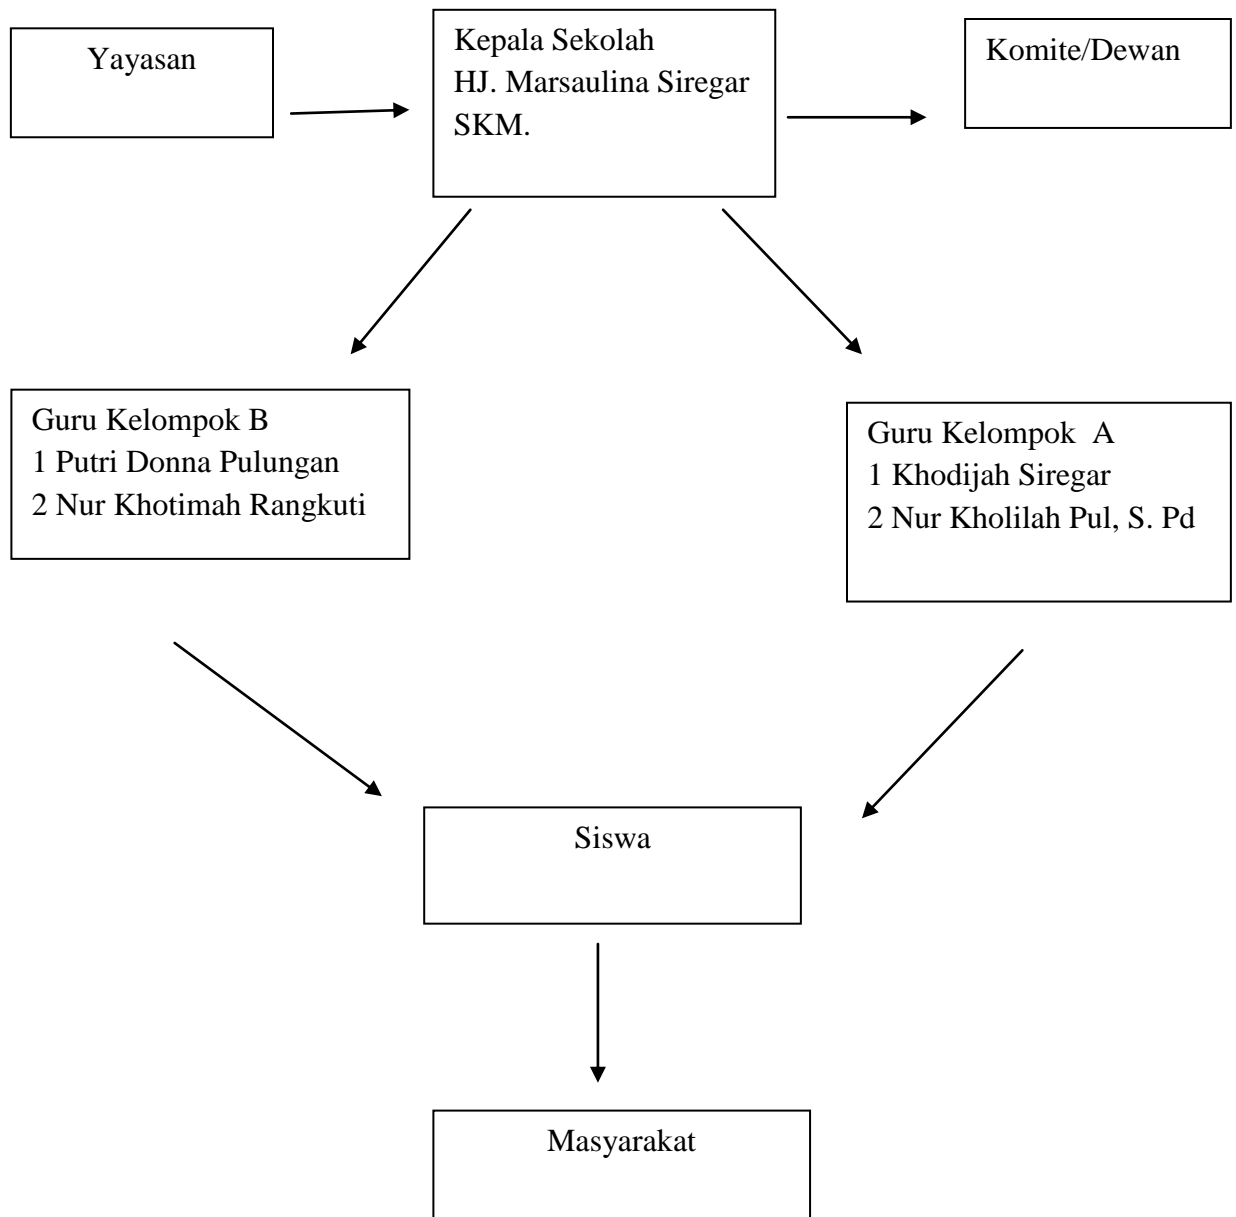 Yayasan
Kepala Sekolah
HJ. Marsaulina Siregar
SKM.
Komite/Dewan
Guru Kelompok B
1 Putri Donna Pulungan
2 Nur Khotimah Rangkuti
Guru Kelompok  A
1 Khodijah Siregar
2 Nur Kholilah Pul, S. Pd
Siswa
Masyarakat